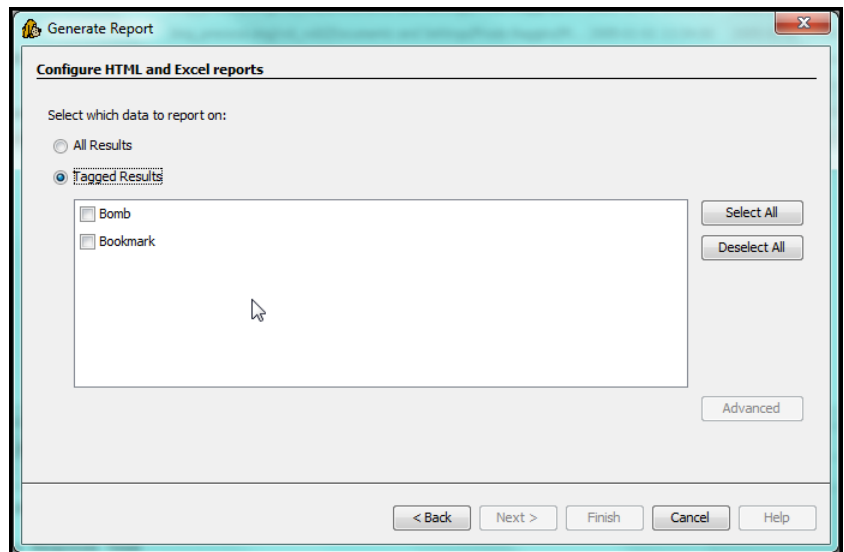 Generate Report
Configure HTML and Excel reports
Select which data to report on:
All Results
Tagged Results
Bomb
Select All
Bookmark
Deselect All
Advanced
< Back Next > Finish Cancel Help